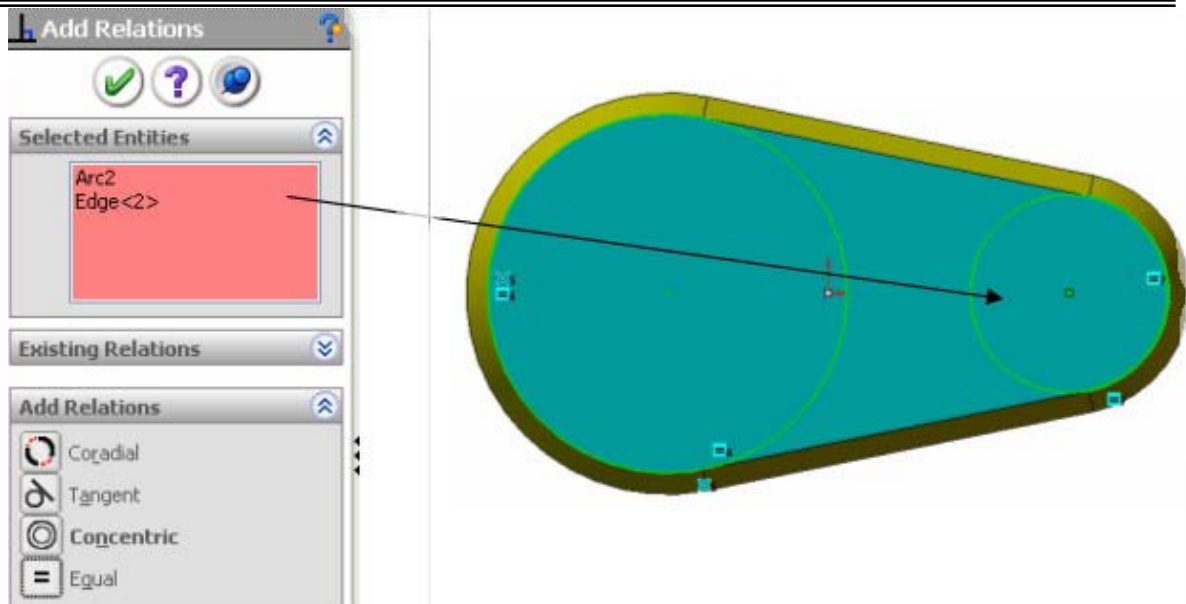 Add Relations
Selected Entities
Arc2
Edge<2>
Existing Relations
Add Relations
Coradial
Tangent
Concentric
Equal